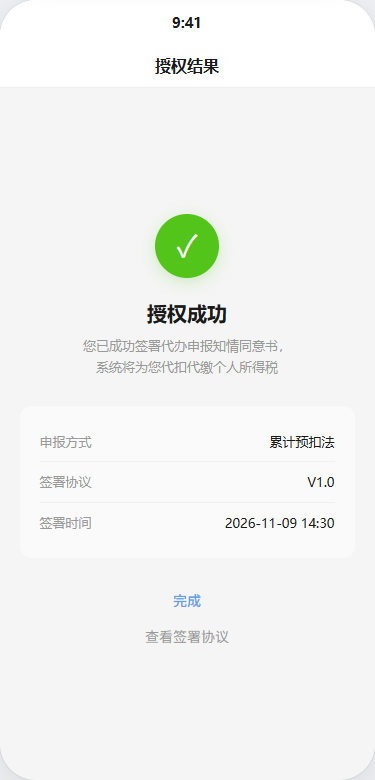 9:41
授权结果
授权成功
您已成功签署代办申报知情同意书，
系统将为您代扣代缴个人所得税
申报方式 累计预扣法
签署协议 V1.0
签署时间 2026-11-09 14:30
完成
查看签署协议